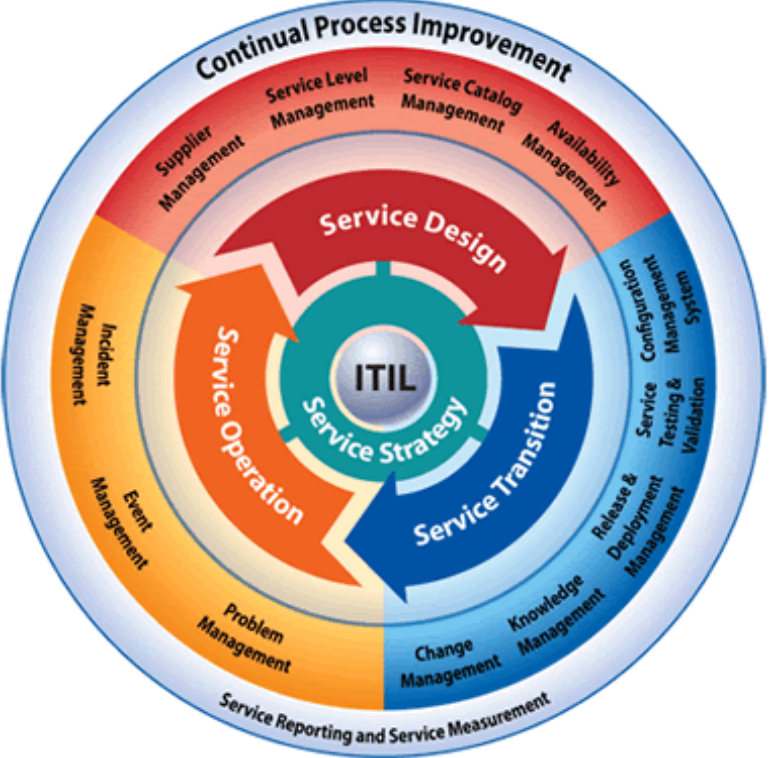 Continual Process Improvement
Supplier
Management
Service Level
Management
Service Catalog
Management
Availability
Management
Configuration
Management
System
Service
Testing &
Validation
Release &
Deployment
Management
Knowledge
Management
Change
Management
Problem
Management
Event
Management
Incident
Management
Service Design
Service Transition
Service Operation
Service Strategy
ITIL
Service Reporting and Service Measurement